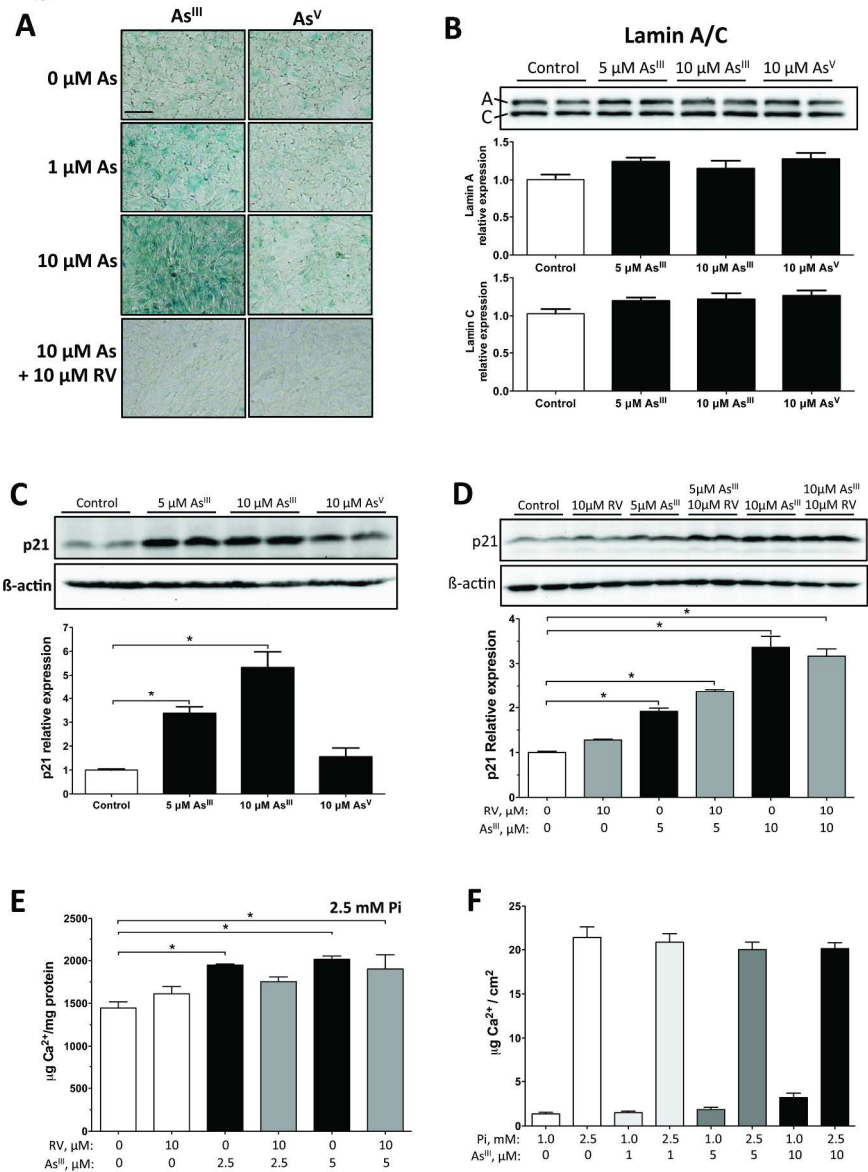 A
As^III As^V
0 µM As
1 µM As
10 µM As
10 µM As
+ 10 µM RV
B
Lamin A/C
Control 5 µM As^III 10 µM As^III 10 µM As^V
A
C
Lamin A
relative expression
1.5
1.0
0.5
0.0
Control 5 µM As^III 10 µM As^III 10 µM As^V
Lamin C
relative expression
1.5
1.0
0.5
0.0
Control 5 µM As^III 10 µM As^III 10 µM As^V
C
Control 5 µM As^III 10 µM As^III 10 µM As^V
p21
ß-actin
p21 relative expression
7
6
5
4
3
2
1
0
* 
*
Control 5 µM As^III 10 µM As^III 10 µM As^V
D
5µM As^III 10µM As^III
Control 10µM RV 5µM As^III 10µM RV 10µM As^III 10µM RV
p21
ß-actin
p21 Relative expression
4
3
2
1
0
*
*
*
*
RV, µM: 0 10 0 10 0 10
As^III, µM: 0 0 5 5 10 10
E
2.5 mM Pi
µg Ca²⁺/mg protein
2500
2000
1500
1000
500
0
*
*
*
RV, µM: 0 10 0 10 0 10
As^III, µM: 0 0 2.5 2.5 5 5
F
µg Ca²⁺/ cm²
25
20
15
10
5
0
Pi, mM: 1.0 2.5 1.0 2.5 1.0 2.5 1.0 2.5
As^III, µM: 0 0 1 1 5 5 10 10